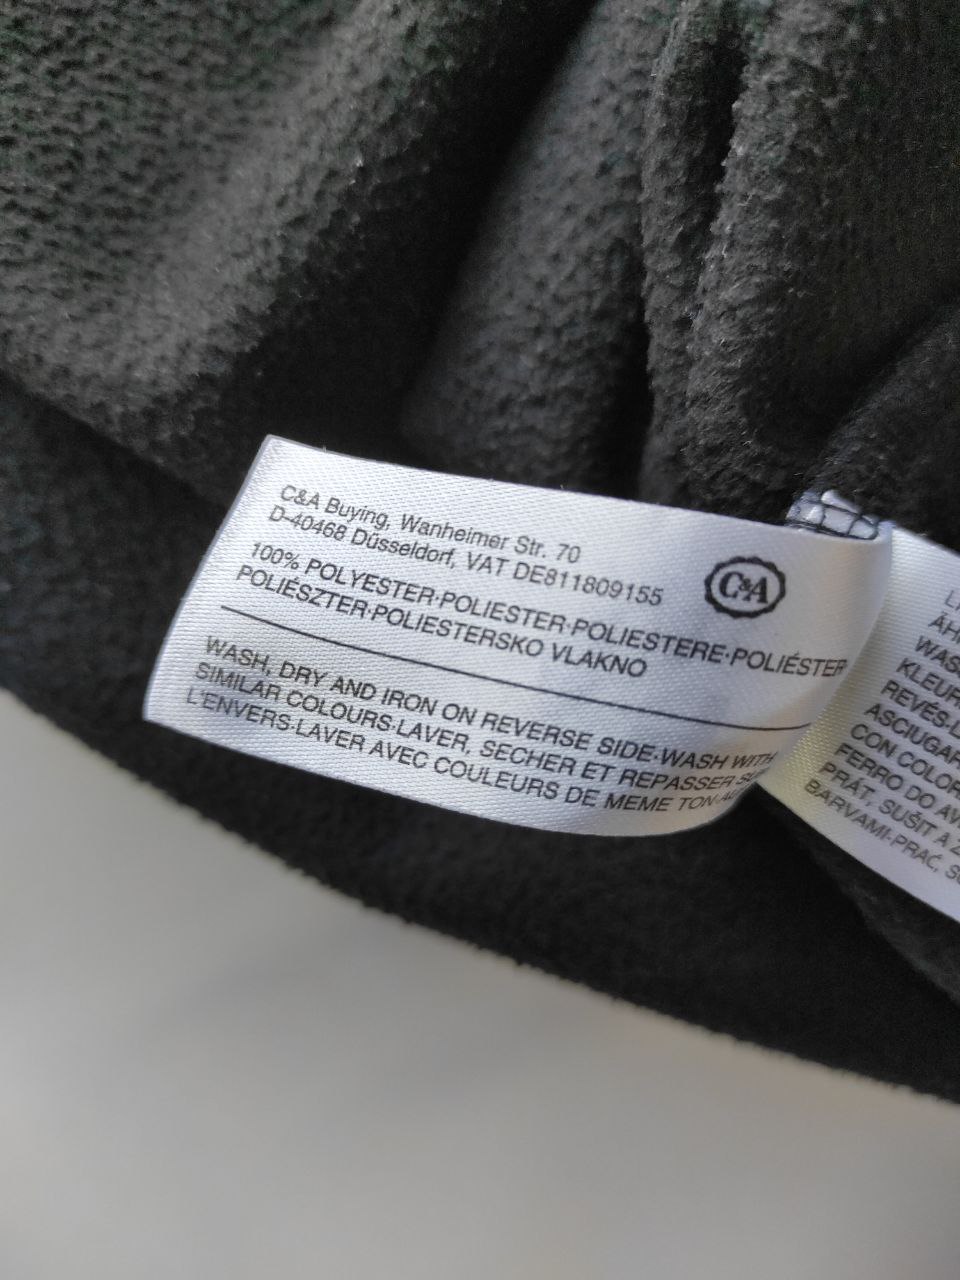 C&A Buying, Wanheimer Str. 70
D-40468 Düsseldorf, VAT DE811809155
C&A
100% POLYESTER·POLIESTER·POLIESTERE·POLIÉSTER
POLIÉSZTER·POLIESTERSKO VLAKNO
WASH, DRY AND IRON ON REVERSE SIDE·WASH WITH
SIMILAR COLOURS·LAVER, SECHER ET REPASSER
L'ENVERS·LAVER AVEC COULEURS DE MEME TON
WAS
KLEUR
REVÉS·L
ASCIUGAR
CON COLOR
FERRO DO AV
PRÁT, SUŠIT A
BARVAMI·PRAĆ,